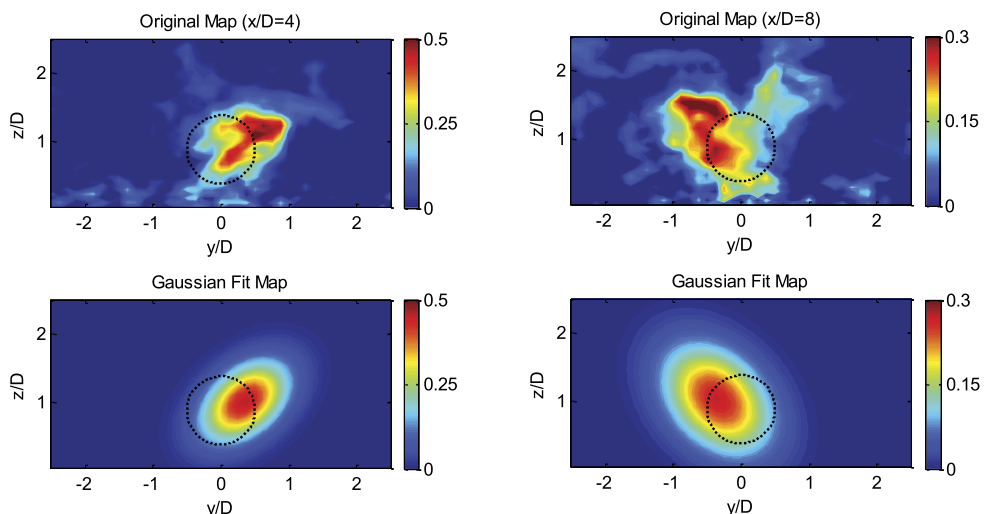 Original Map (x/D=4)
z/D
2
1
-2 -1 0 1 2
y/D
0.5
0.25
0
Original Map (x/D=8)
z/D
2
1
-2 -1 0 1 2
y/D
0.3
0.15
0
Gaussian Fit Map
z/D
2
1
-2 -1 0 1 2
y/D
0.5
0.25
0
Gaussian Fit Map
z/D
2
1
-2 -1 0 1 2
y/D
0.3
0.15
0